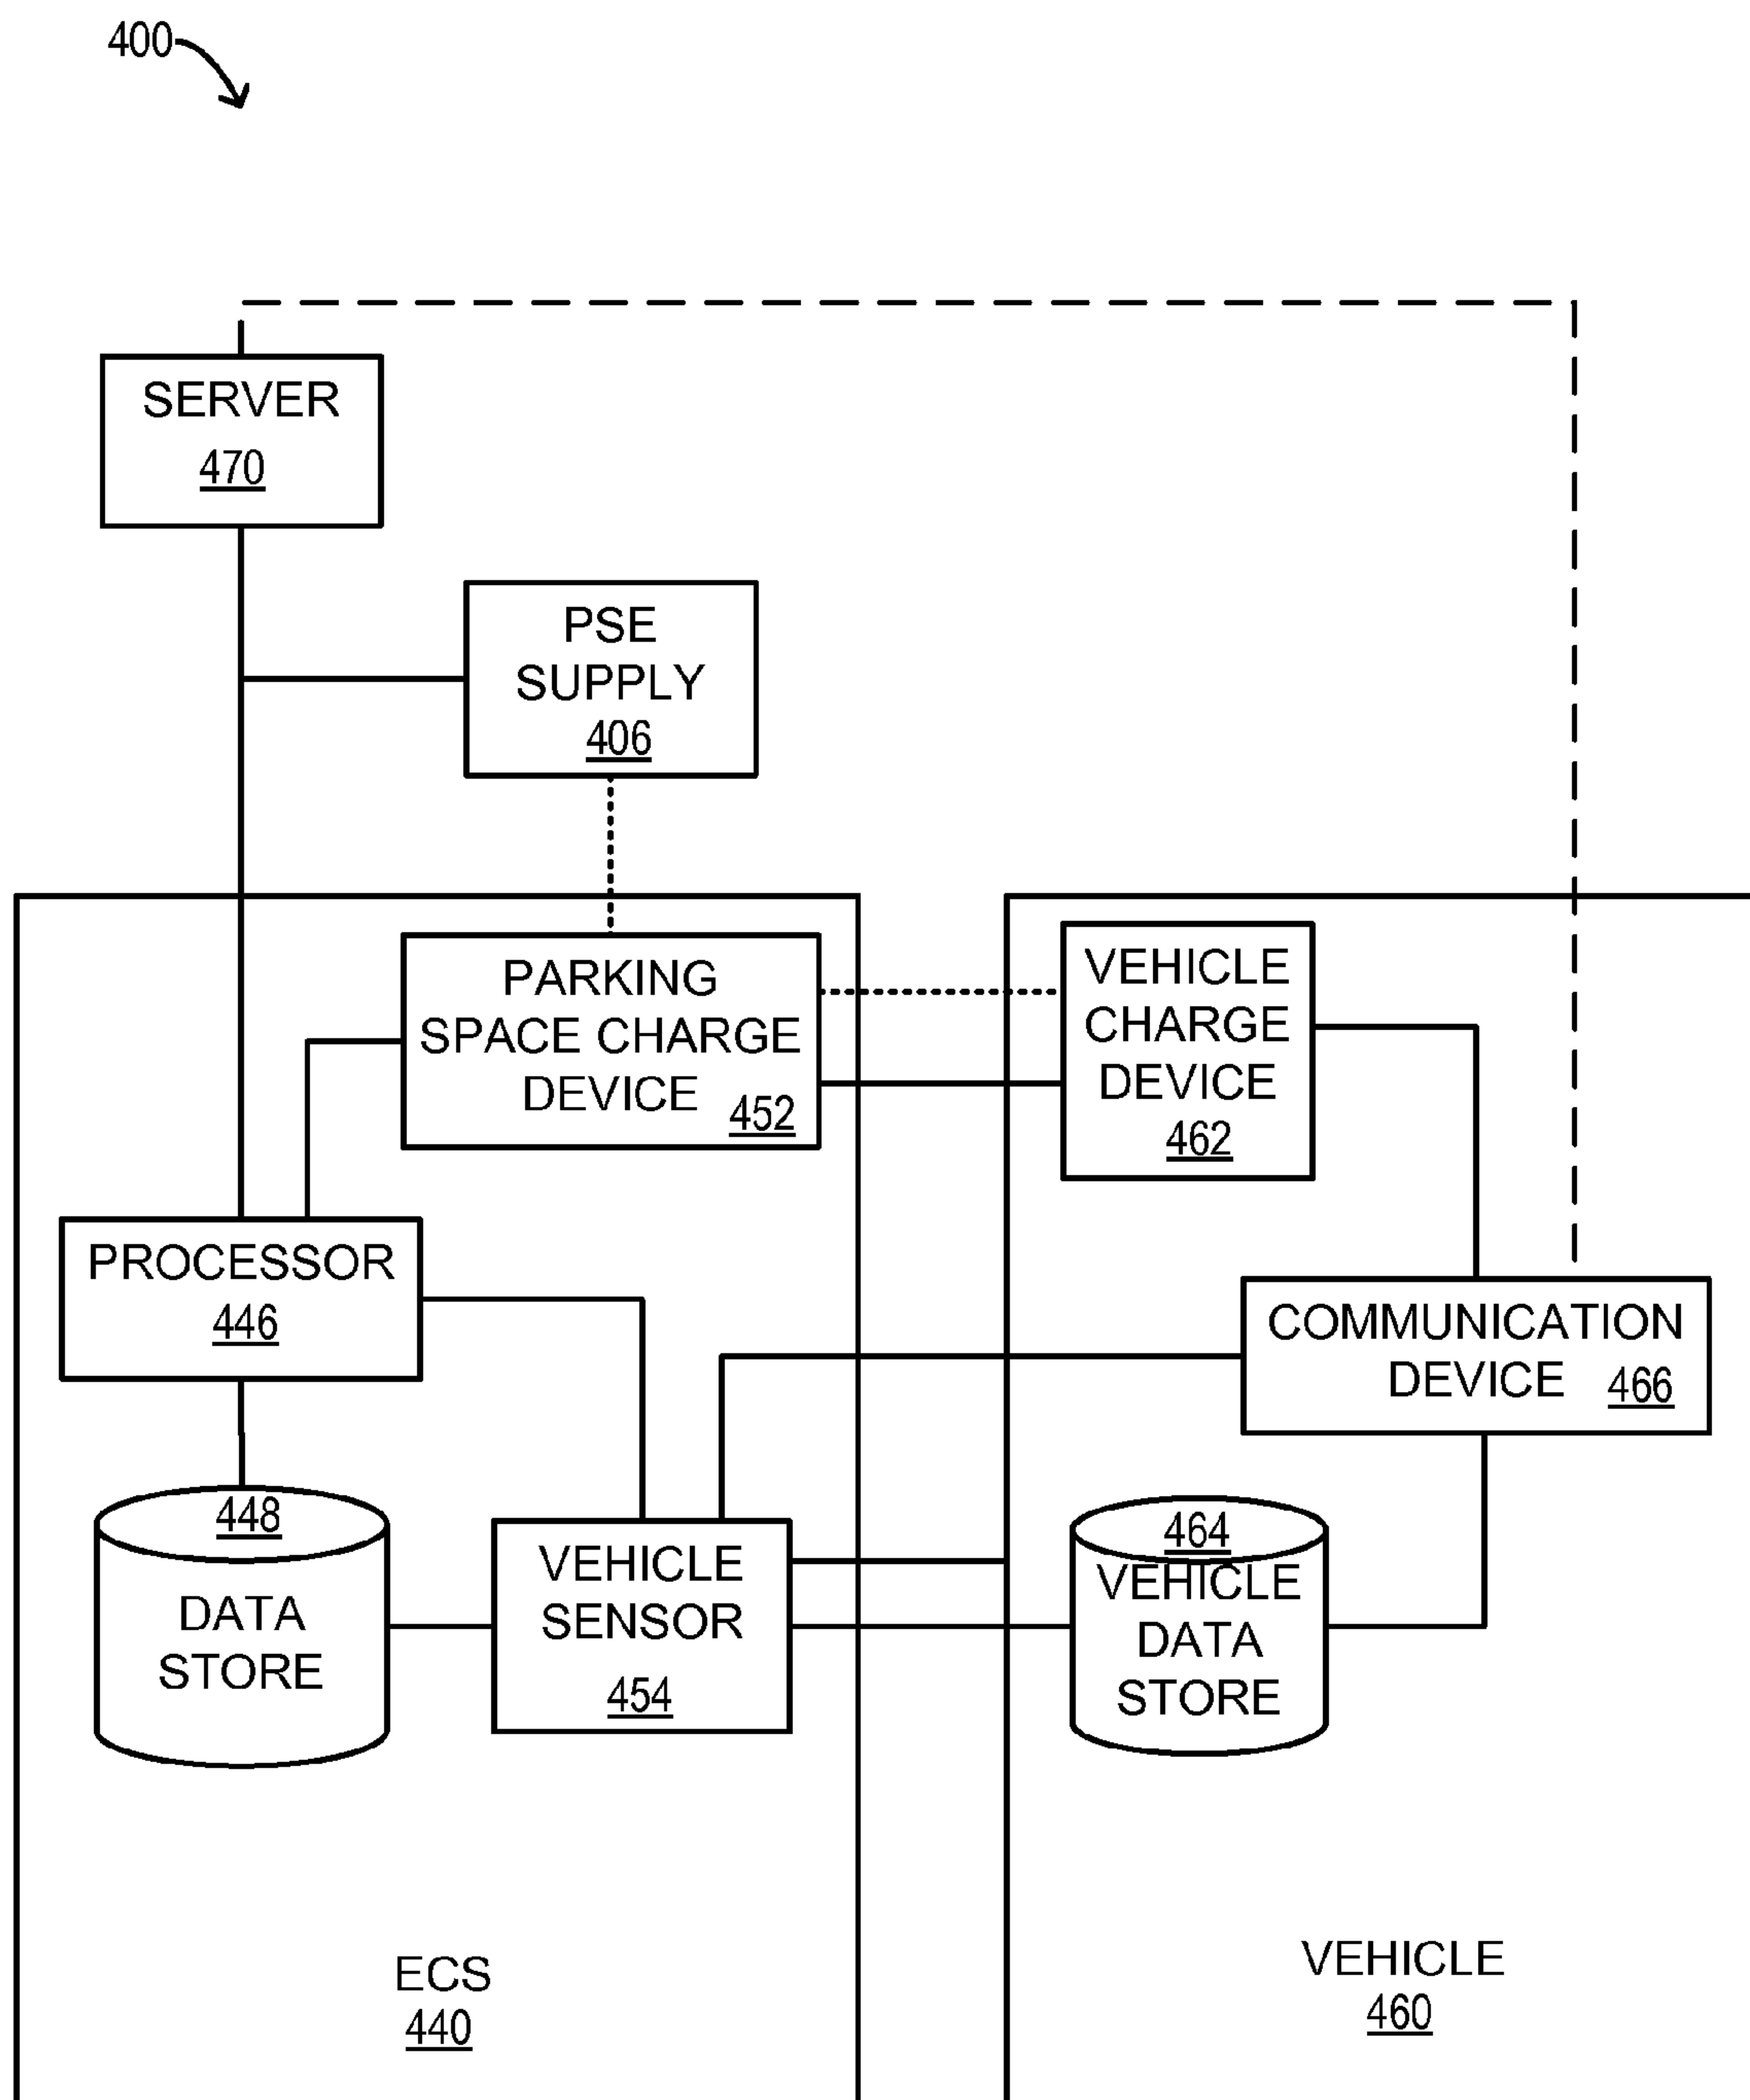 400
SERVER
470
PSE
SUPPLY
406
PARKING
SPACE CHARGE
DEVICE 452
VEHICLE
CHARGE
DEVICE
462
PROCESSOR
446
COMMUNICATION
DEVICE 466
448
DATA
STORE
VEHICLE
SENSOR
454
464
VEHICLE
DATA
STORE
ECS
440
VEHICLE
460